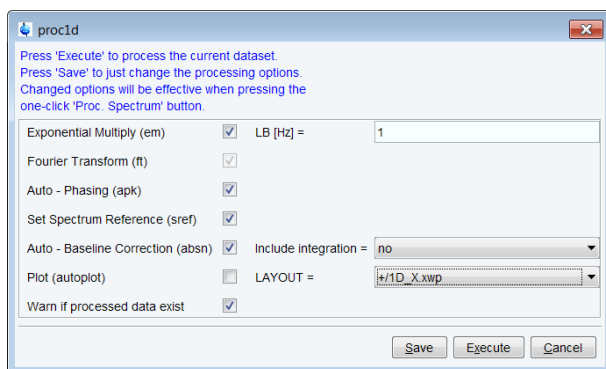 proc1d
Press 'Execute' to process the current dataset.
Press 'Save' to just change the processing options.
Changed options will be effective when pressing the
one-click 'Proc. Spectrum' button.
Exponential Multiply (em) LB [Hz] = 1
Fourier Transform (ft)
Auto - Phasing (apk)
Set Spectrum Reference (sref)
Auto - Baseline Correction (absn) Include integration = no
Plot (autoplot) LAYOUT = +/1D_X.xwp
Warn if processed data exist
Save Execute Cancel